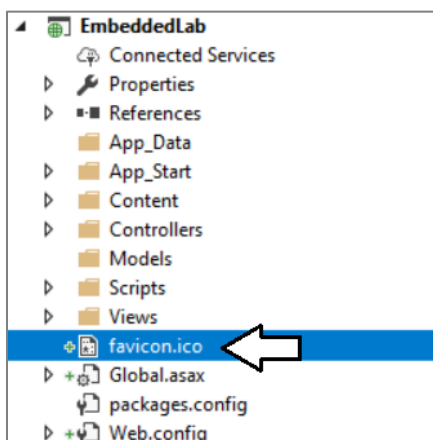 EmbeddedLab
Connected Services
Properties
References
App_Data
App_Start
Content
Controllers
Models
Scripts
Views
favicon.ico
Global.asax
packages.config
Web.config